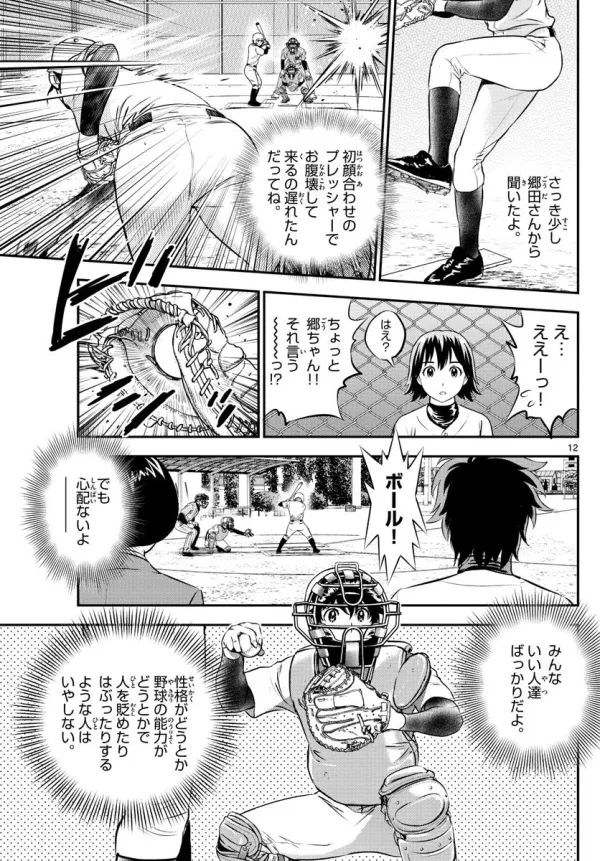 さっき少し
郷田さんから
聞いたよ。
初顔合わせの
プレッシャーで
お腹壊して
来るの遅れたん
だってね。
え…
ええーっ！
はえ？
ちょっと
郷ちゃん!!
それ言う
〜〜〜っ!?
12
ボール！
でも
心配ないよ
────
みんな
いい人達
ばっかりだよ。
性格がどうとか
野球の能力が
どうとかで
人を貶めたり
はぶったりする
ような人は
いやしない。